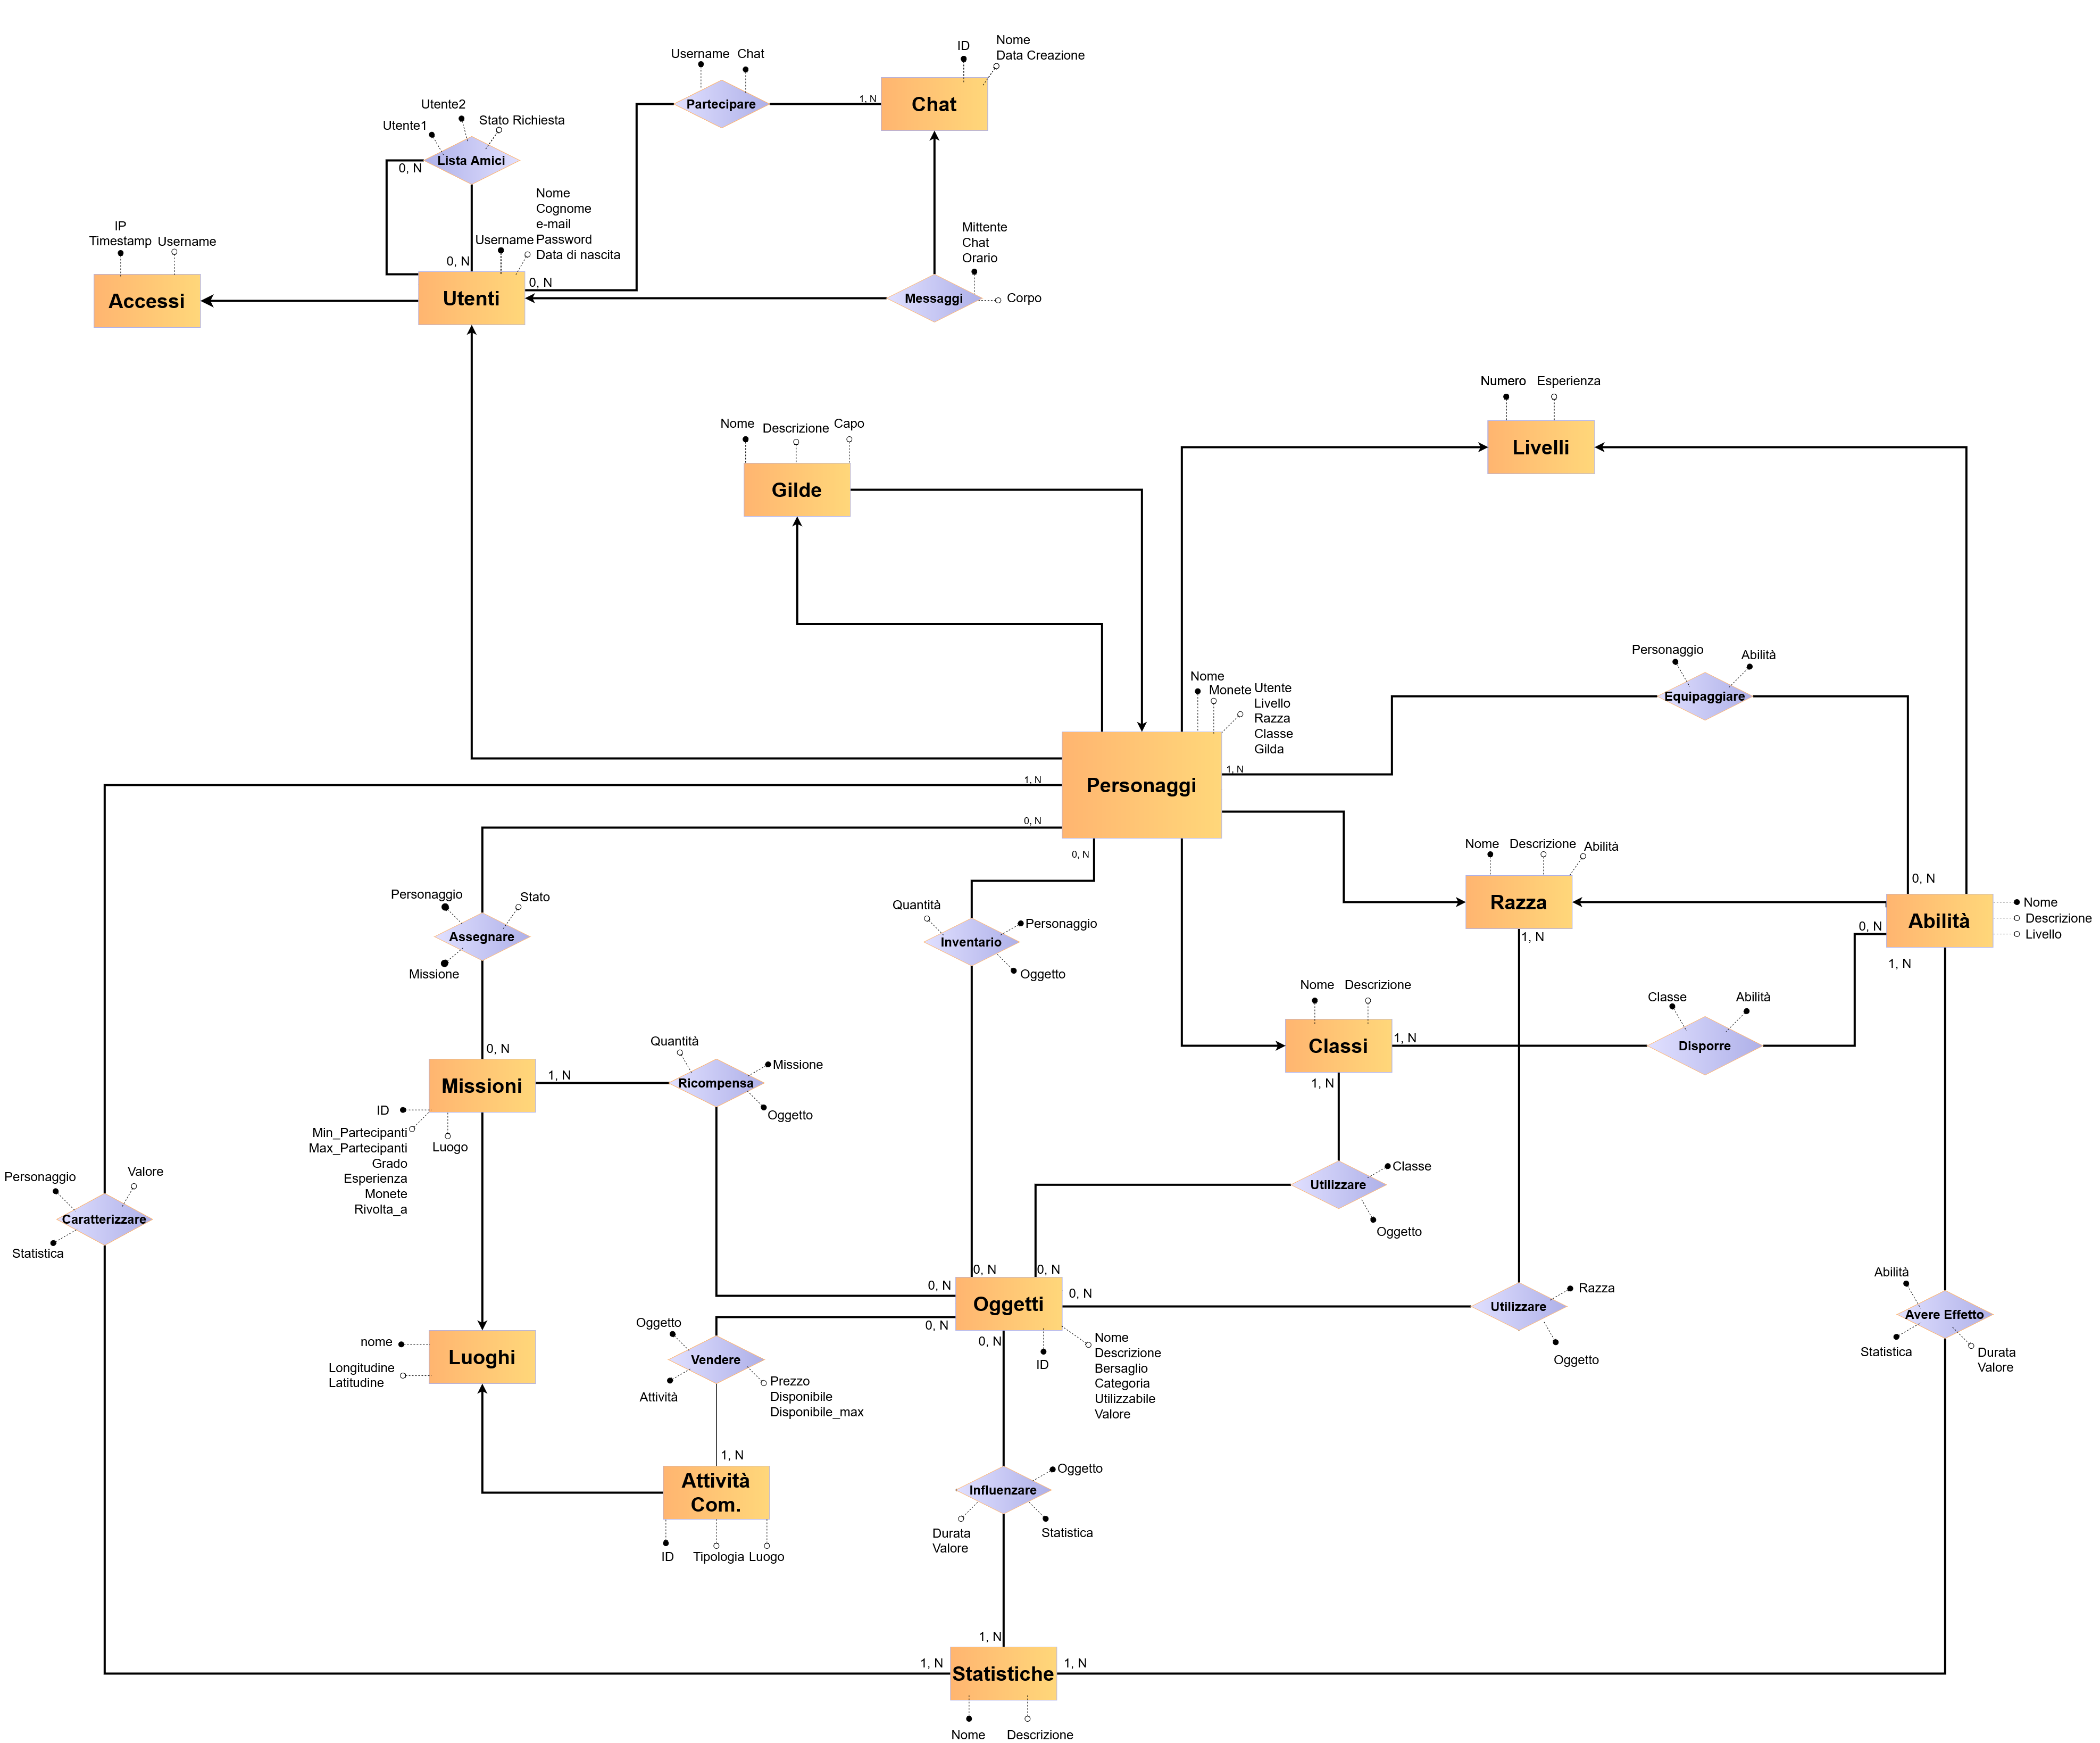 Nome
Data Creazione
ID
Username
Chat
Chat
Partecipare
1, N
Utente2
Stato Richiesta
Utente1
Lista Amici
0, N
Nome
Cognome
e-mail
Password
Data di nascita
Username
0, N
0, N
IP
Timestamp
Username
Accessi
Utenti
Mittente
Chat
Orario
Messaggi
Corpo
Numero
Esperienza
Livelli
Nome
Descrizione
Capo
Gilde
Personaggio
Abilità
Equipaggiare
Nome
Monete
Utente
Livello
Razza
Classe
Gilda
Personaggi
1, N
1, N
0, N
0, N
Nome
Descrizione
Abilità
Razza
1, N
0, N
Abilità
Nome
Descrizione
Livello
0, N
1, N
Personaggio
Stato
Assegnare
Missione
Quantità
Personaggio
Inventario
Oggetto
Nome
Descrizione
Classi
1, N
1, N
Classe
Abilità
Disporre
0, N
Missioni
1, N
ID
Min_Partecipanti
Max_Partecipanti
Grado
Esperienza
Monete
Rivolta_a
Luogo
Quantità
Missione
Ricompensa
Oggetto
Personaggio
Valore
Caratterizzare
Statistica
Utilizzare
Classe
Oggetto
0, N
0, N
0, N
0, N
0, N
0, N
Oggetti
ID
Nome
Descrizione
Bersaglio
Categoria
Utilizzabile
Valore
Razza
Utilizzare
Oggetto
Abilità
Avere Effetto
Statistica
Durata
Valore
nome
Longitudine
Latitudine
Luoghi
Oggetto
Vendere
Attività
Prezzo
Disponibile
Disponibile_max
1, N
Attività
Com.
ID
Tipologia
Luogo
Oggetto
Influenzare
Durata
Valore
Statistica
1, N
1, N
Statistiche
1, N
Nome
Descrizione